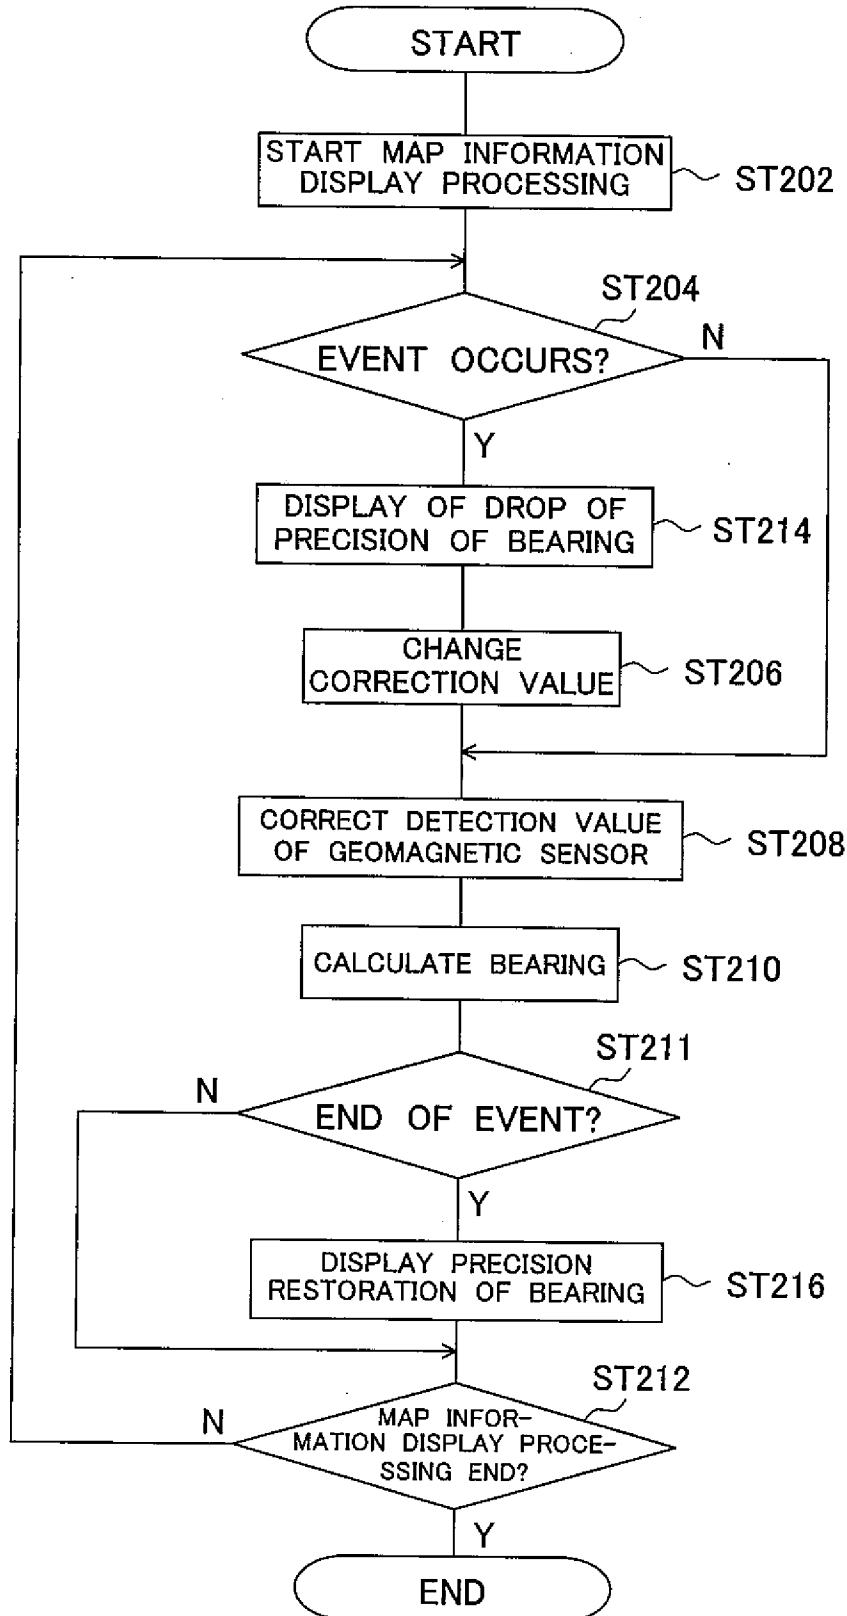 START
START MAP INFORMATION
DISPLAY PROCESSING
ST202
ST204
EVENT OCCURS?
N
Y
DISPLAY OF DROP OF
PRECISION OF BEARING
ST214
CHANGE
CORRECTION VALUE
ST206
CORRECT DETECTION VALUE
OF GEOMAGNETIC SENSOR
ST208
CALCULATE BEARING
ST210
ST211
N
END OF EVENT?
Y
DISPLAY PRECISION
RESTORATION OF BEARING
ST216
ST212
N
MAP INFOR-
MATION DISPLAY PROCE-
SSING END?
Y
END